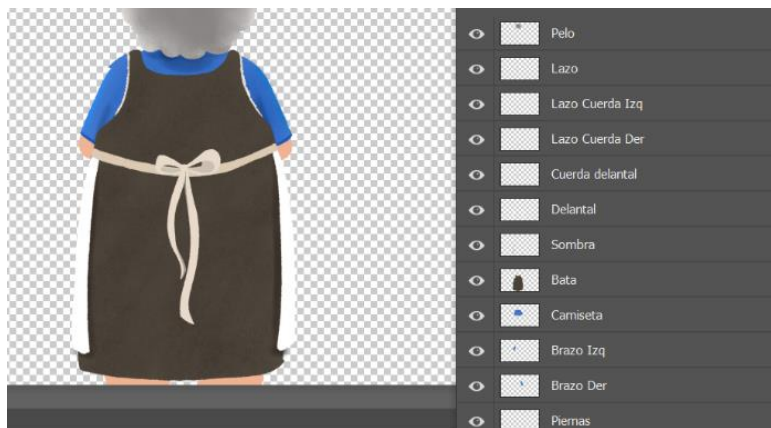 Pelo
Lazo
Lazo Cuerda Izq
Lazo Cuerda Der
Cuerda delantal
Delantal
Sombra
Bata
Camiseta
Brazo Izq
Brazo Der
Piernas